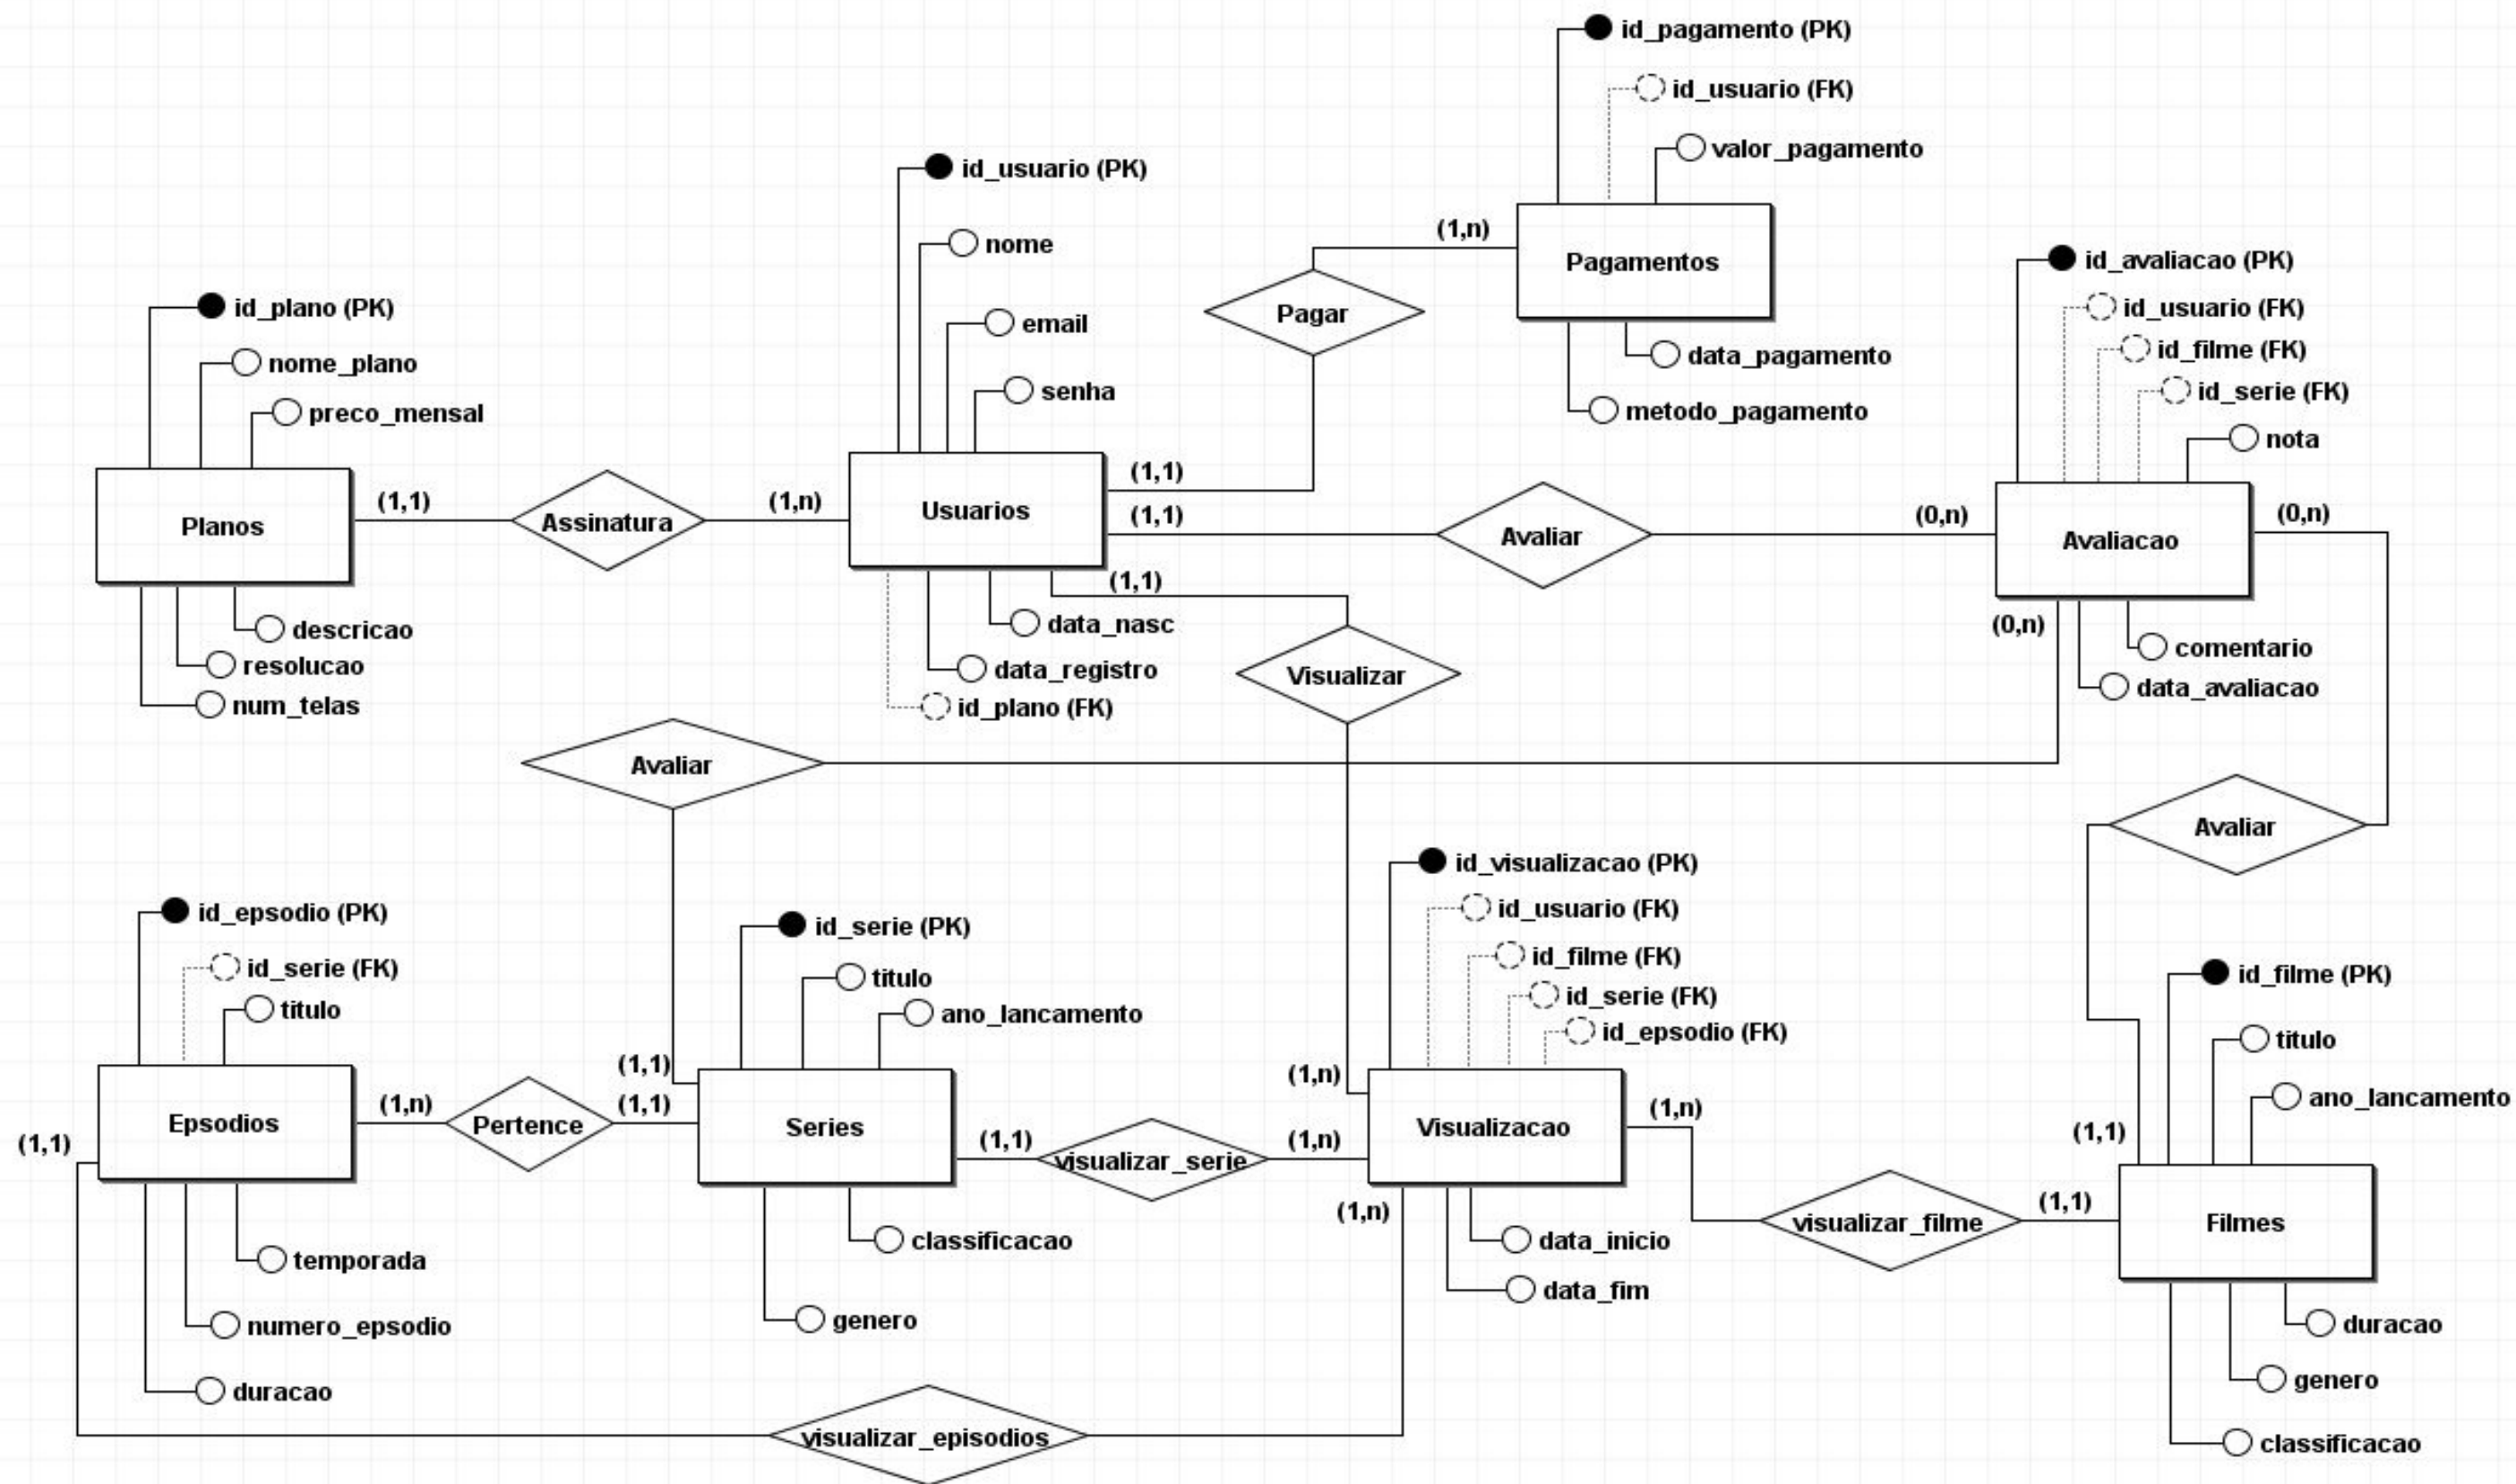 id_pagamento (PK)
id_usuario (FK)
valor_pagamento
(1,n)
Pagamentos
Pagar
data_pagamento
metodo_pagamento
id_usuario (PK)
nome
email
senha
(1,1)
Usuarios
(1,1)
(1,1)
data_nasc
data_registro
id_plano (FK)
id_plano (PK)
nome_plano
preco_mensal
Planos
(1,1)
Assinatura
(1,n)
descricao
resolucao
num_telas
Avaliar
(0,n)
id_avaliacao (PK)
id_usuario (FK)
id_filme (FK)
id_serie (FK)
nota
Avaliacao
(0,n)
(0,n)
comentario
data_avaliacao
Visualizar
Avaliar
Avaliar
id_epsodio (PK)
id_serie (FK)
titulo
Epsodios
(1,n)
(1,1)
Pertence
(1,1)
(1,1)
temporada
numero_epsodio
duracao
id_serie (PK)
titulo
ano_lancamento
Series
(1,1)
visualizar_serie
(1,n)
classificacao
genero
id_visualizacao (PK)
id_usuario (FK)
id_filme (FK)
id_serie (FK)
id_epsodio (FK)
(1,n)
Visualizacao
(1,n)
(1,n)
data_inicio
data_fim
visualizar_filme
(1,1)
id_filme (PK)
titulo
ano_lancamento
(1,1)
Filmes
duracao
genero
classificacao
visualizar_episodios